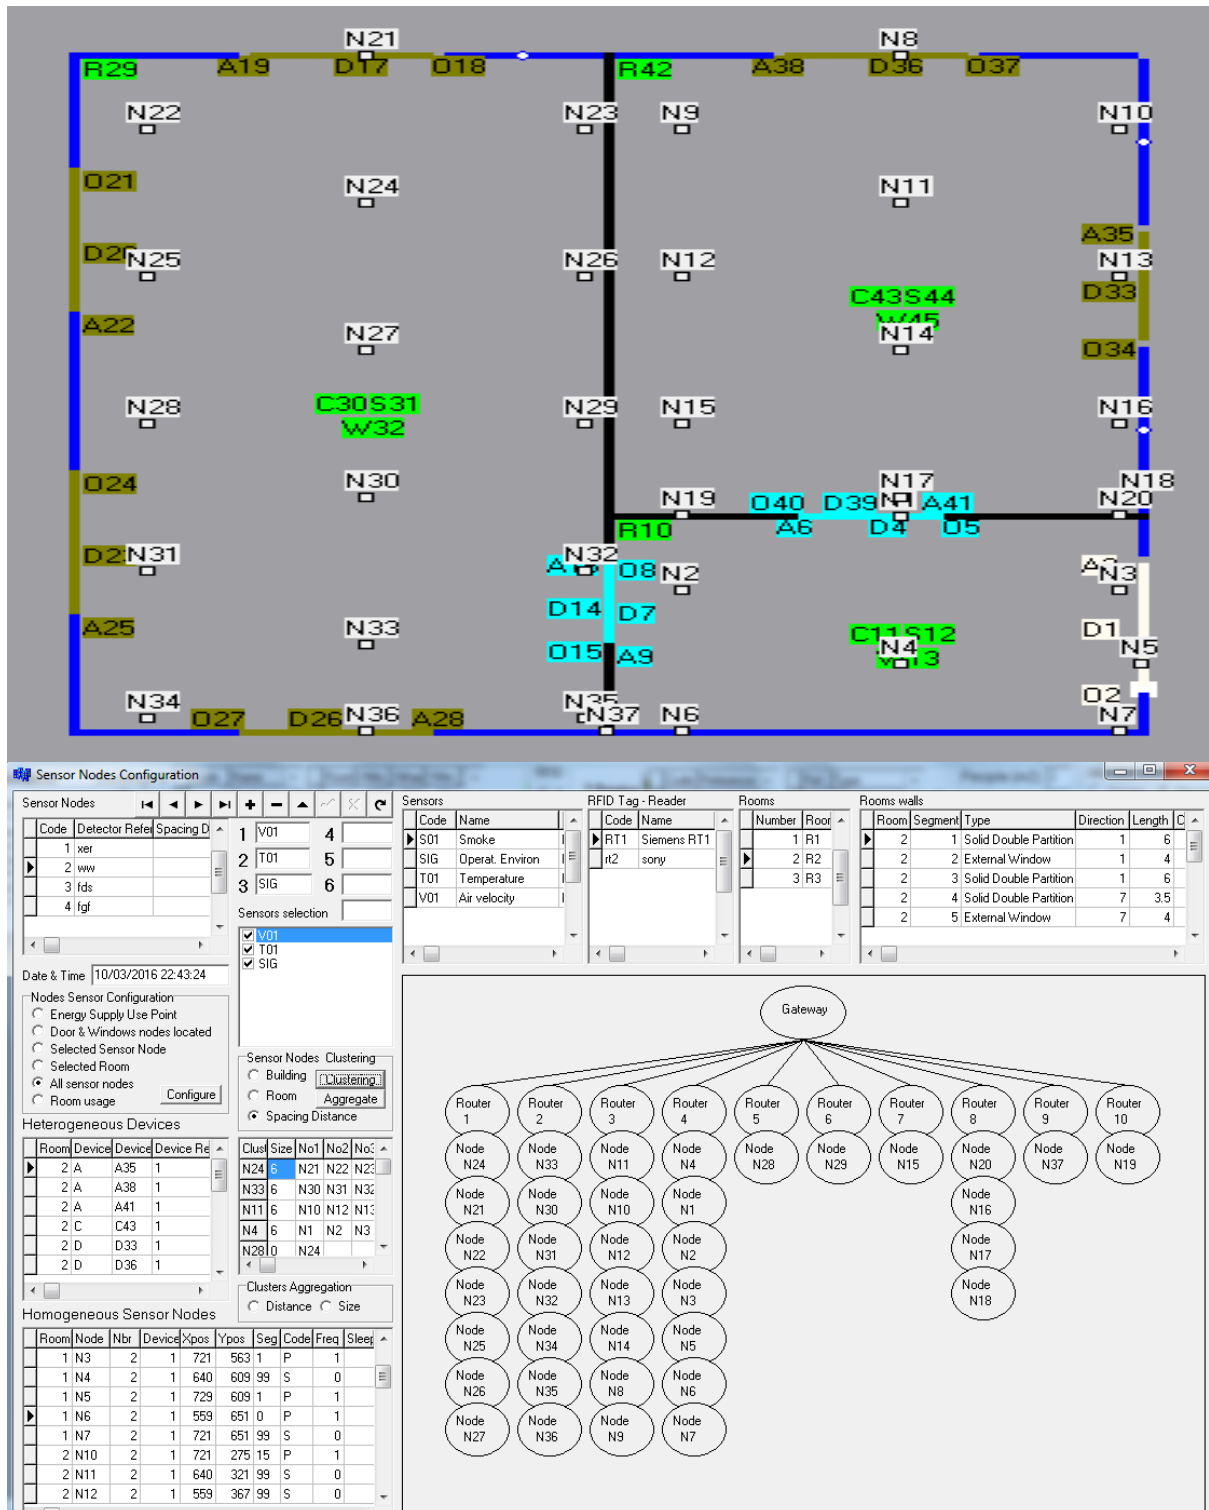 N21 N8
R29 A19 D17 O18 R42 A38 D36 O37
N22 N23 N9 N10
O21 N24 N11
A35
N25 N26 N12 N13
C43S44 D33
A22 N27 W45
N14 O34
C30S31 N28 N29 N15 N16
W32
O24 N30 N17 N18
N19 O40 D39 A41 N20
R10 A6 D4 O5
N31 N32 O8 N2 N3
D14 D7
A25 N33 C11S12 D1
O15 A9 N4 N5
O2
N34 O27 D26 N36 A28 N35 N37 N6 N7
Sensor Nodes Configuration
Sensor Nodes
Code Detector Refer Spacing D
1 xer
2 ww
3 fds
4 fgf
1 V01 4
2 T01 5
3 SIG 6
Sensors selection
V01
T01
SIG
Sensors
Code Name
S01 Smoke
SIG Operat. Environ
T01 Temperature
V01 Air velocity
RFID Tag - Reader
Code Name
RT1 Siemens RT1
rt2 sony
Rooms
Number Roor
1 R1
2 R2
3 R3
Rooms walls
Room Segment Type Direction Length C
2 1 Solid Double Partition 1 6
2 2 External Window 1 4
2 3 Solid Double Partition 1 6
2 4 Solid Double Partition 7 3.5
2 5 External Window 7 4
Date & Time 10/03/2016 22:43:24
Nodes Sensor Configuration
Energy Supply Use Point
Door & Windows nodes located
Selected Sensor Node
Selected Room
All sensor nodes
Room usage
Configure
Sensor Nodes Clustering
Building Clustering
Room Aggregate
Spacing Distance
Heterogeneous Devices
Room Device Device Device Re
2 A A35 1
2 A A38 1
2 A A41 1
2 C C43 1
2 D D33 1
2 D D36 1
Clust Size No1 No2 No3
N24 6 N21 N22 N23
N33 6 N30 N31 N32
N11 6 N10 N12 N13
N4 6 N1 N2 N3
N28 0 N24
Clusters Aggregation
Distance Size
Homogeneous Sensor Nodes
Room Node Nbr Device Xpos Ypos Seg Code Freq Sleep
1 N3 2 1 721 563 1 P 1
1 N4 2 1 640 609 99 S 0
1 N5 2 1 729 609 1 P 1
1 N6 2 1 559 651 0 P 1
1 N7 2 1 721 651 99 S 0
2 N10 2 1 721 275 15 P 1
2 N11 2 1 640 321 99 S 0
2 N12 2 1 559 367 99 S 0
Gateway
Router 1 Router 2 Router 3 Router 4 Router 5 Router 6 Router 7 Router 8 Router 9 Router 10
Node N24 Node N33 Node N11 Node N4 Node N28 Node N29 Node N15 Node N20 Node N37 Node N19
Node N21 Node N30 Node N10 Node N1 Node N16
Node N22 Node N31 Node N12 Node N2 Node N17
Node N23 Node N32 Node N13 Node N3 Node N18
Node N25 Node N34 Node N14 Node N5
Node N26 Node N35 Node N8 Node N6
Node N27 Node N36 Node N9 Node N7